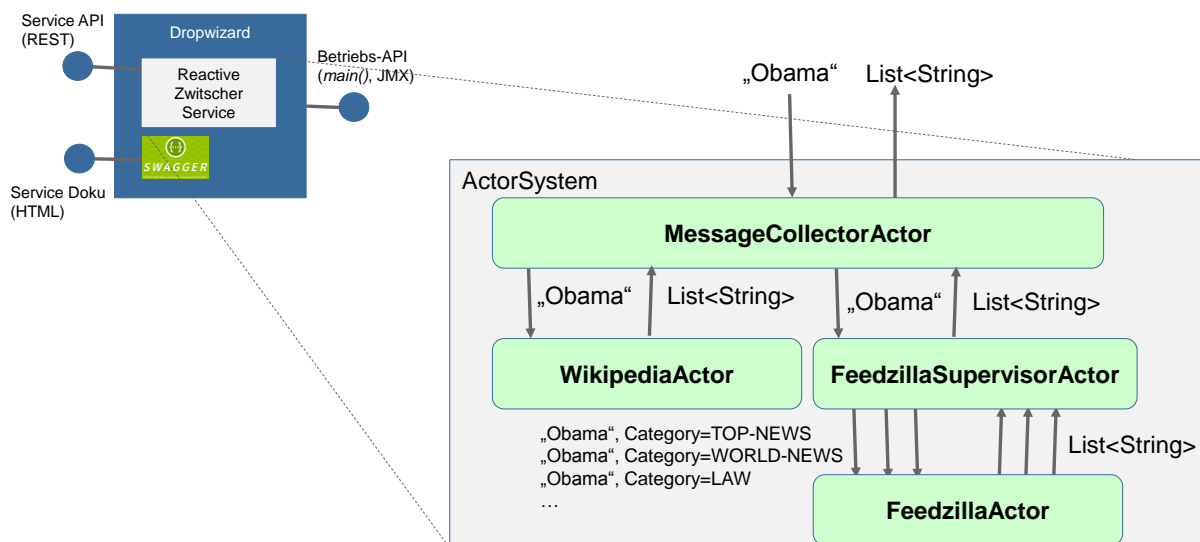 Service API
(REST)
Dropwizard
Reactive
Zwitscher
Service
Betriebs-API
(main(), JMX)
{···}
SWAGGER
Service Doku
(HTML)
„Obama“
List<String>
ActorSystem
MessageCollectorActor
„Obama“
List<String>
„Obama“
List<String>
WikipediaActor
FeedzillaSupervisorActor
„Obama“, Category=TOP-NEWS
„Obama“, Category=WORLD-NEWS
„Obama“, Category=LAW
…
List<String>
FeedzillaActor